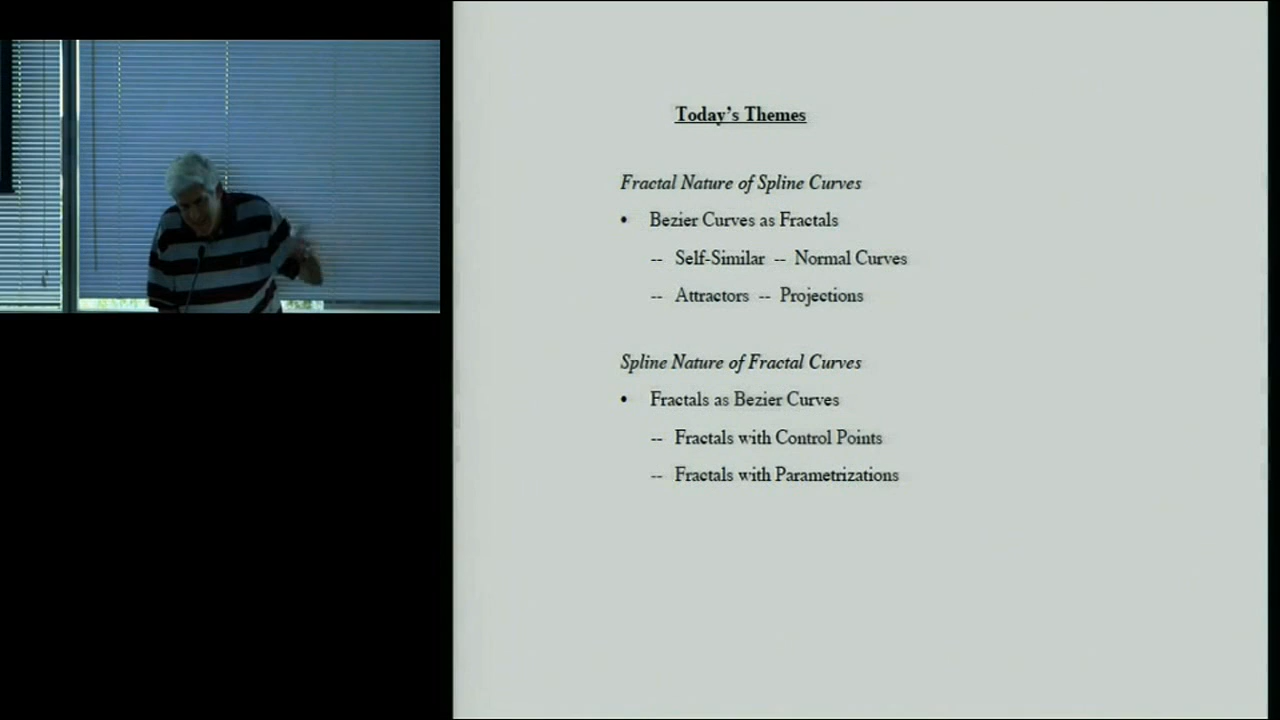 Today's Themes
Fractal Nature of Spline Curves
• Bezier Curves as Fractals
-- Self-Similar -- Normal Curves
-- Attractors -- Projections
Spline Nature of Fractal Curves
• Fractals as Bezier Curves
-- Fractals with Control Points
-- Fractals with Parametrizations